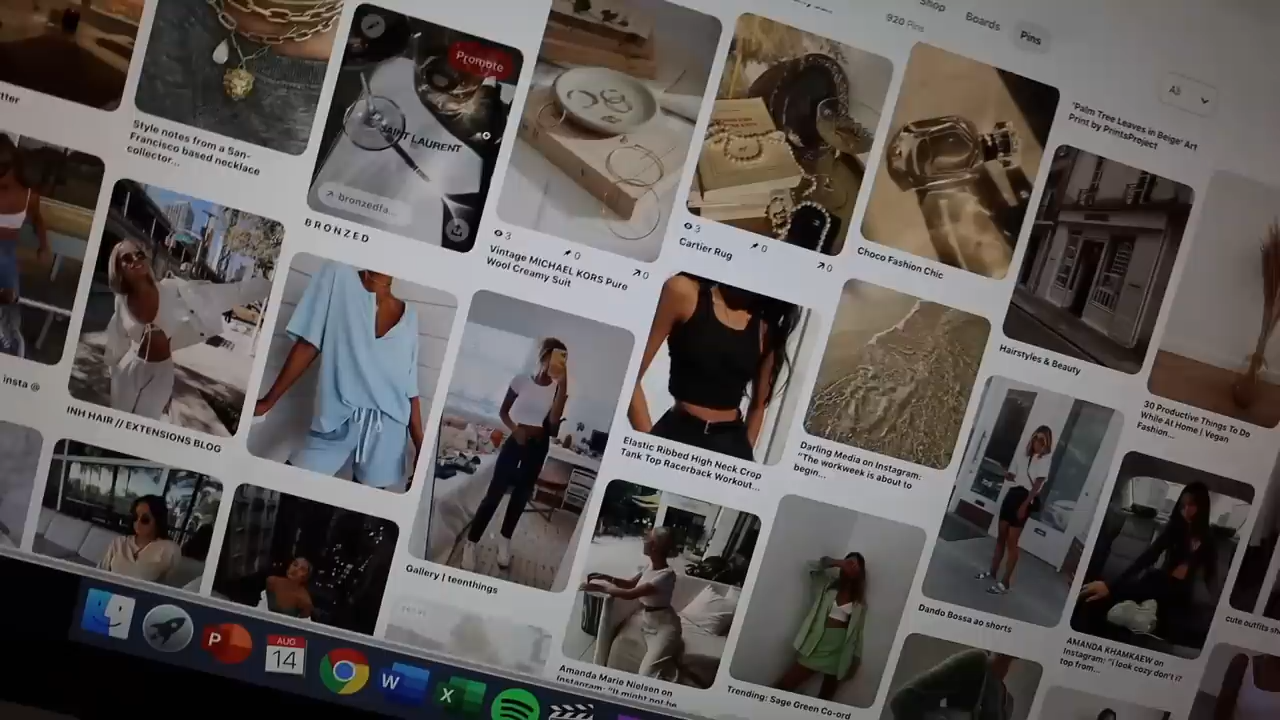 Shop
Boards
Pins
920 Pins
All
Style notes from a San-
Francisco based necklace
collector...
Promote
SAINT LAURENT
bronzedfa...
BRONZED
3
0
0
Vintage MICHAEL KORS Pure
Wool Creamy Suit
3
0
0
Cartier Rug
Choco Fashion Chic
'Palm Tree Leaves in Beige' Art
Print by PrintsProject
Hairstyles & Beauty
30 Productive Things To Do
While At Home | Vegan
Fashion...
insta @
INH HAIR // EXTENSIONS BLOG
Gallery | teenthings
Elastic Ribbed High Neck Crop
Tank Top Racerback Workout...
Darling Media on Instagram:
"The workweek is about to
begin...
Amanda Marie Nielsen on
Instagram: "It might not be
Trending: Sage Green Co-ord
Dando Bossa ao shorts
AMANDA KHAMKAEW on
Instagram: "i look cozy don't i?
top from...
cute outfits
P
AUG
14
W
X